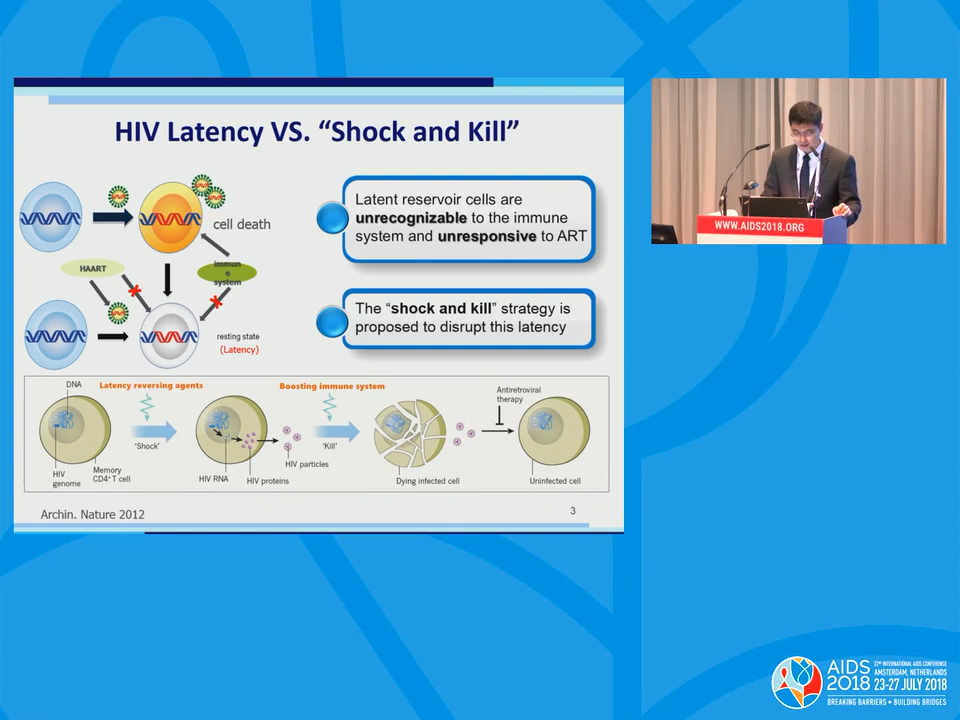 HIV Latency VS. “Shock and Kill”
cell death
HAART
immun
e
system
resting state
(Latency)
Latent reservoir cells are
unrecognizable to the immune
system and unresponsive to ART
The “shock and kill” strategy is
proposed to disrupt this latency
DNA
Latency reversing agents
Boosting immune system
Antiretroviral
therapy
‘Shock’
‘Kill’
HIV
genome
Memory
CD4+ T cell
HIV RNA
HIV proteins
HIV particles
Dying infected cell
Uninfected cell
Archin. Nature 2012
3
WWW.AIDS2018.ORG
AIDS
2018
22ND INTERNATIONAL AIDS CONFERENCE
AMSTERDAM, NETHERLANDS
23-27 JULY 2018
BREAKING BARRIERS • BUILDING BRIDGES